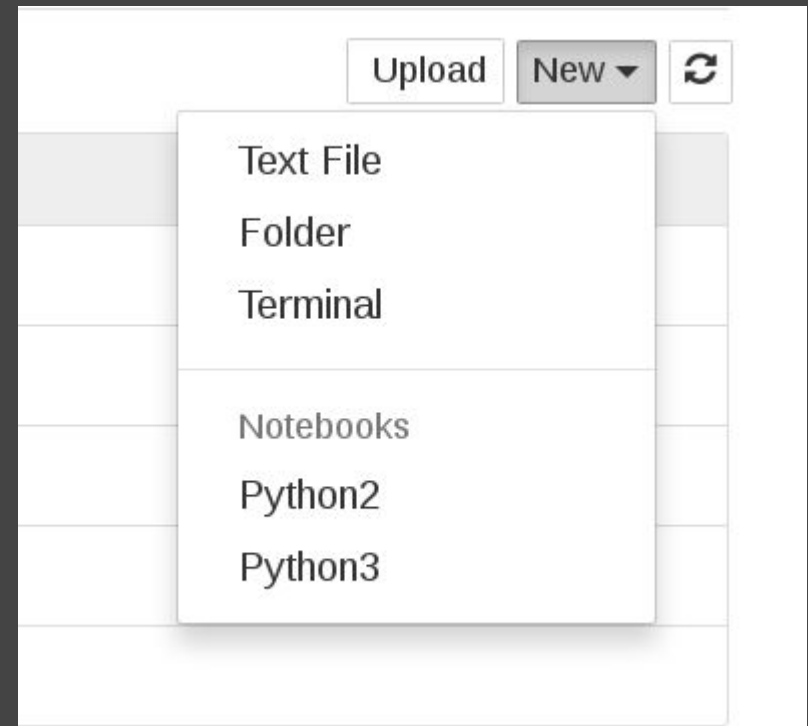 Upload New
Text File
Folder
Terminal
Notebooks
Python2
Python3